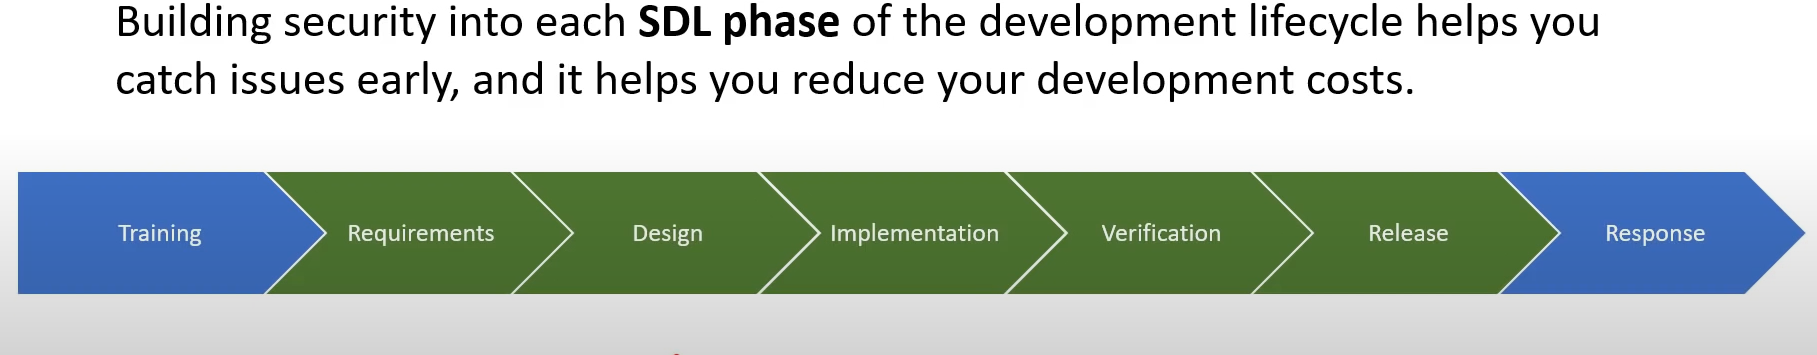 Building security into each SDL phase of the development lifecycle helps you
catch issues early, and it helps you reduce your development costs.
Training
Requirements
Design
Implementation
Verification
Release
Response